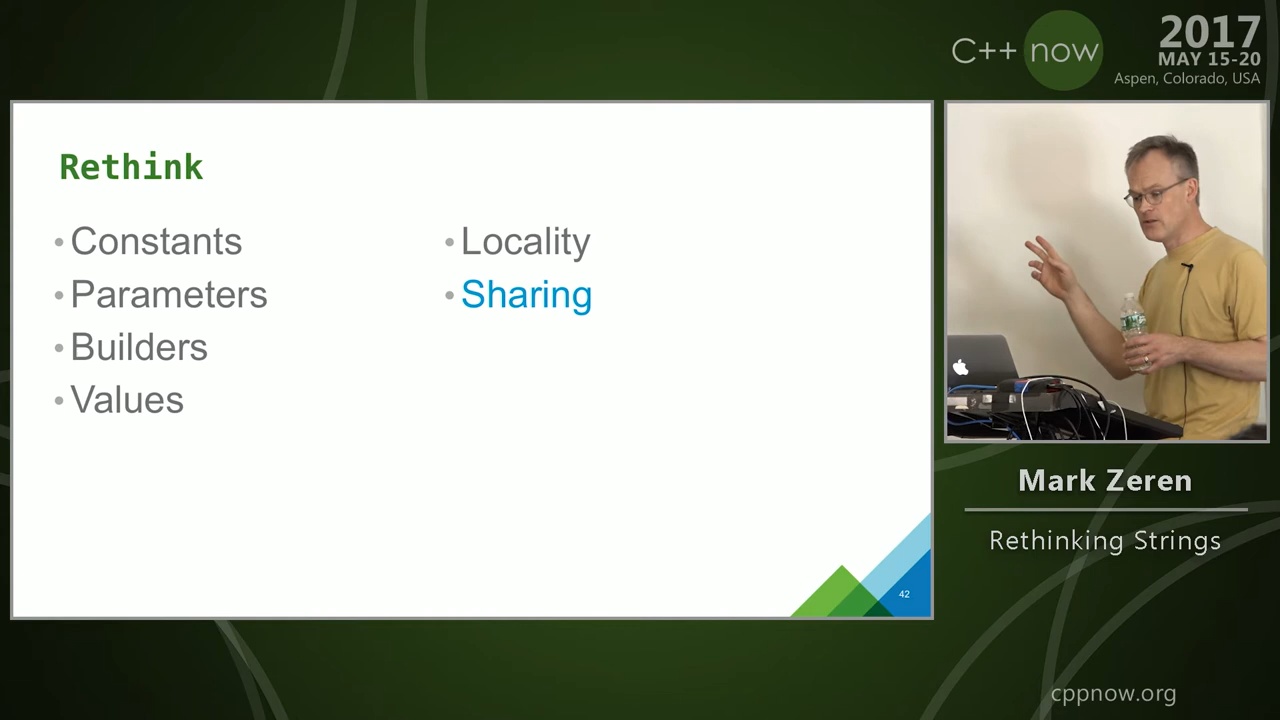 C++ now
2017
MAY 15-20
Aspen, Colorado, USA
Rethink
• Constants
• Parameters
• Builders
• Values
• Locality
• Sharing
42
Mark Zeren
Rethinking Strings
cppnow.org